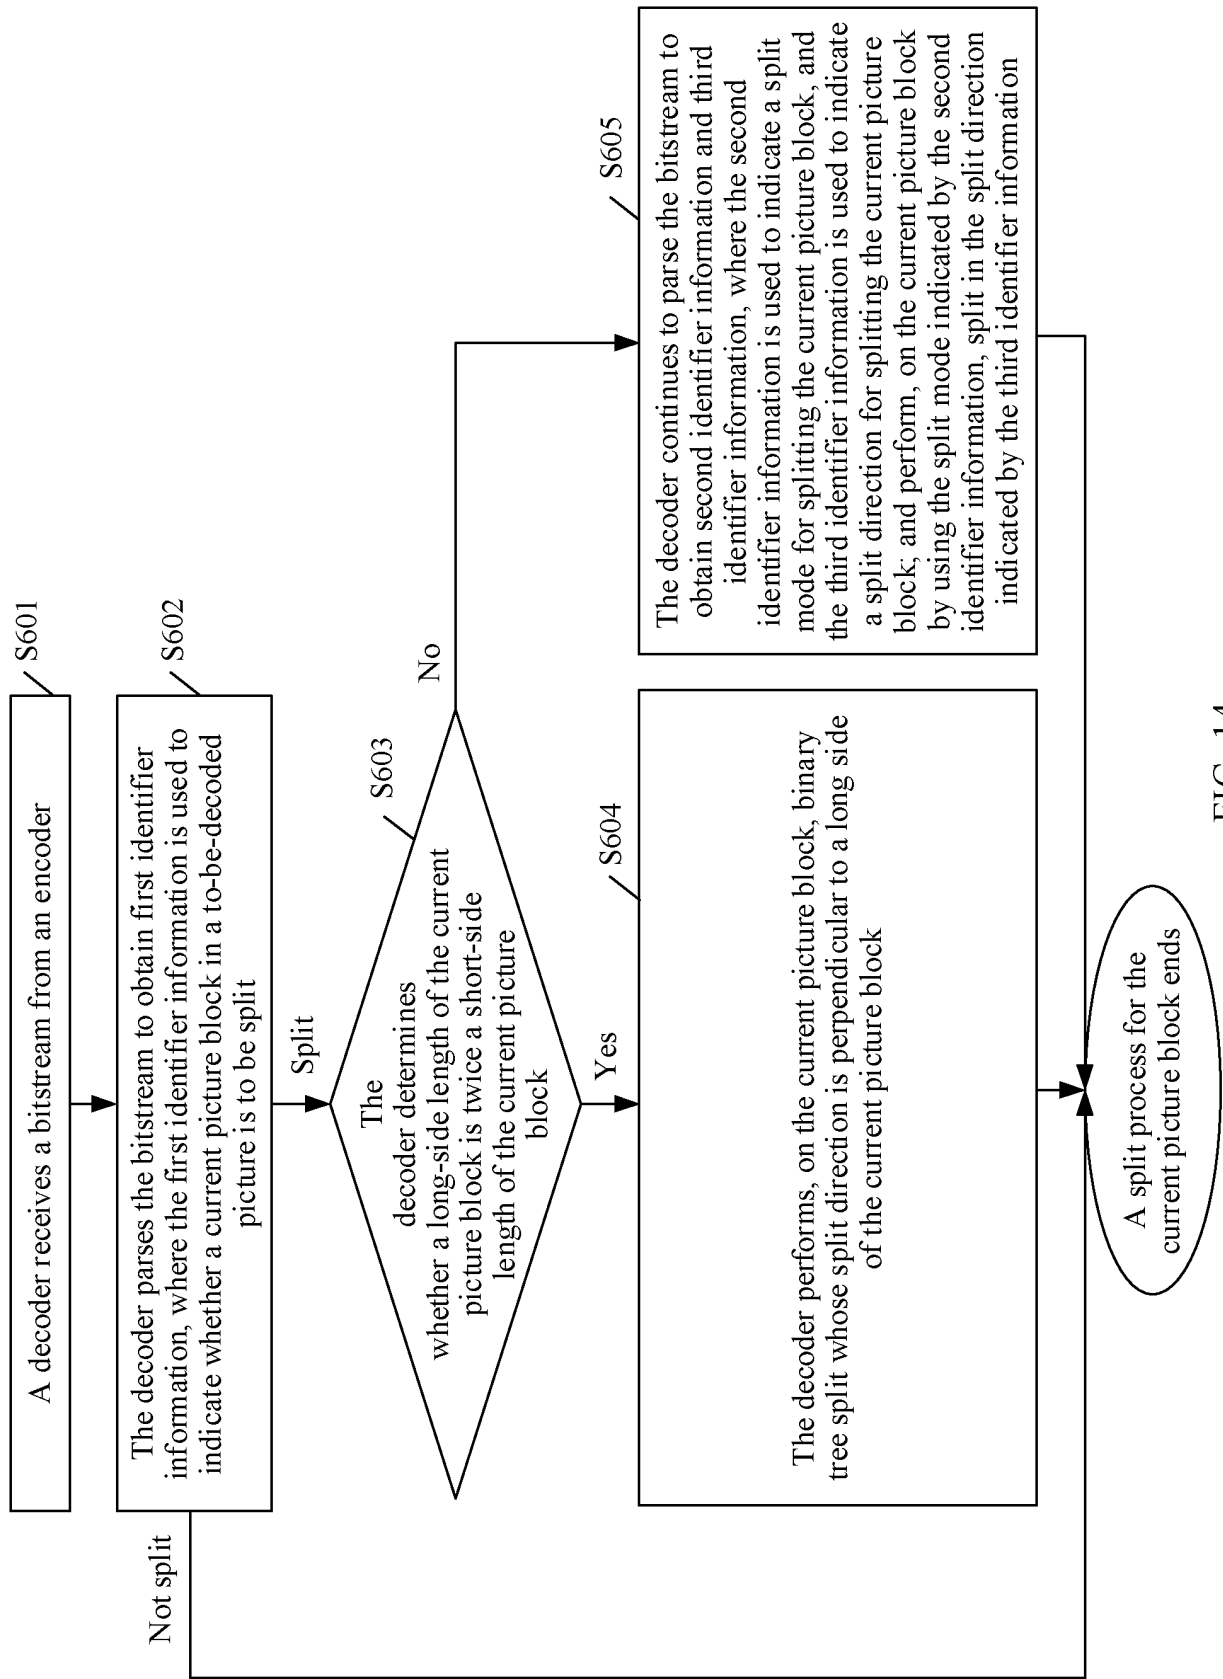 A decoder receives a bitstream from an encoder
S601
The decoder parses the bitstream to obtain first identifier
information, where the first identifier information is used to
indicate whether a current picture block in a to-be-decoded
picture is to be split
S602
Not split
Split
The
decoder determines
whether a long-side length of the current
picture block is twice a short-side
length of the current picture
block
S603
No
Yes
The decoder performs, on the current picture block, binary
tree split whose split direction is perpendicular to a long side
of the current picture block
S604
The decoder continues to parse the bitstream to
obtain second identifier information and third
identifier information, where the second
identifier information is used to indicate a split
mode for splitting the current picture block, and
the third identifier information is used to indicate
a split direction for splitting the current picture
block; and perform, on the current picture block
by using the split mode indicated by the second
identifier information, split in the split direction
indicated by the third identifier information
S605
A split process for the
current picture block ends
FIG. 14